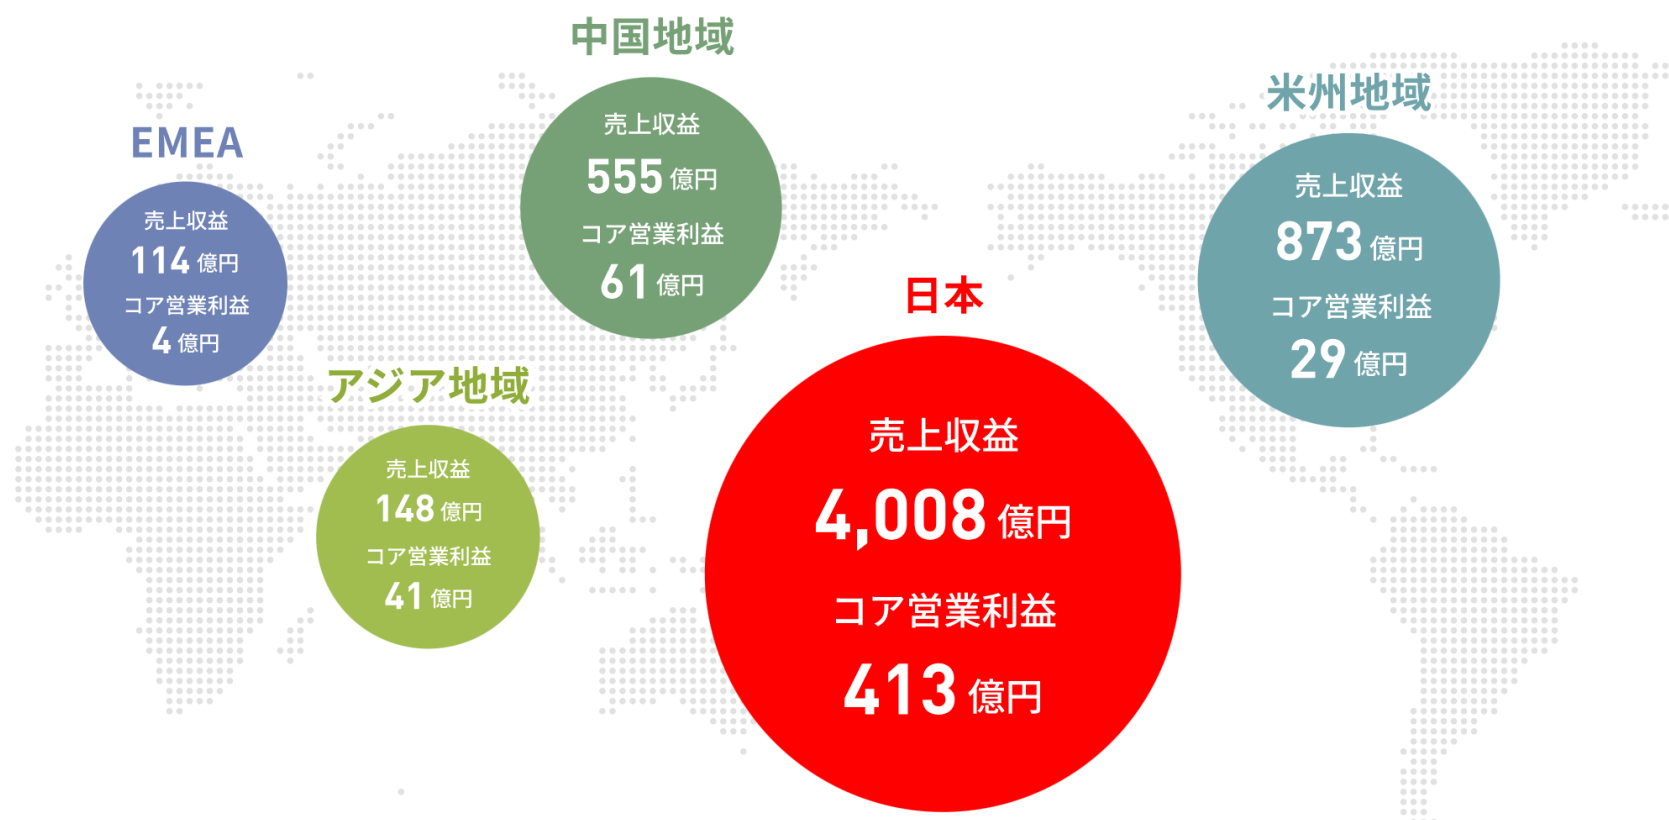 中国地域
売上収益
555 億円
コア営業利益
61 億円
米州地域
売上収益
873 億円
コア営業利益
29 億円
EMEA
売上収益
114 億円
コア営業利益
4 億円
日本
売上収益
4,008 億円
コア営業利益
413 億円
アジア地域
売上収益
148 億円
コア営業利益
41 億円